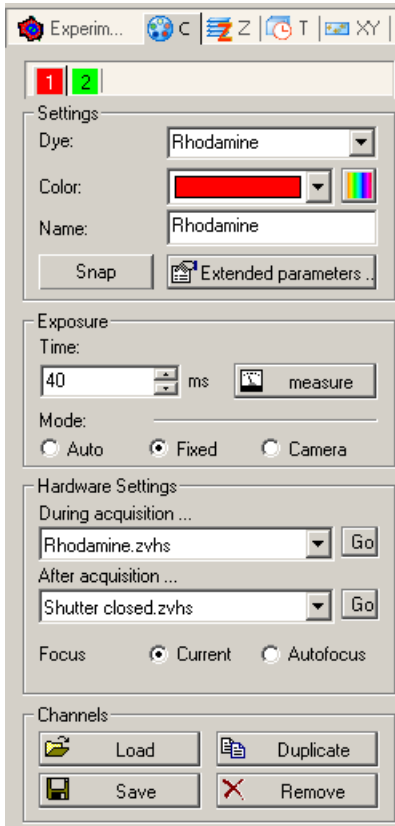 Experim... C Z T XY
1 2
Settings
Dye: Rhodamine
Color:
Name: Rhodamine
Snap Extended parameters ..
Exposure
Time:
40 ms measure
Mode:
Auto Fixed Camera
Hardware Settings
During acquisition ...
Rhodamine.zvhs Go
After acquisition ...
Shutter closed.zvhs Go
Focus Current Autofocus
Channels
Load Duplicate
Save Remove